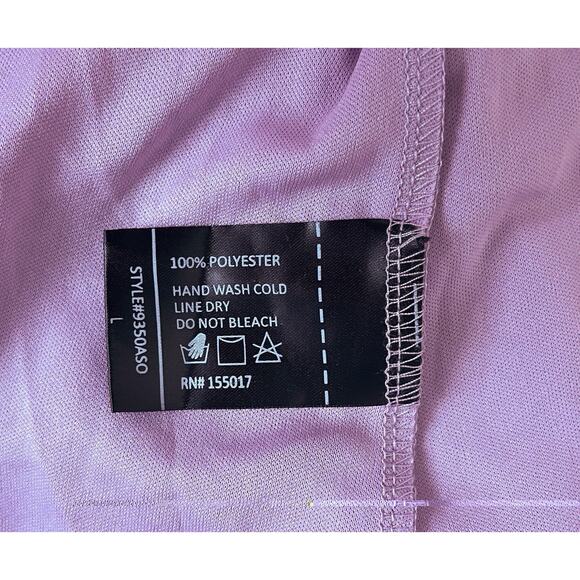 100% POLYESTER
HAND WASH COLD
LINE DRY
DO NOT BLEACH
RN# 155017
STYLE#9350ASO
L